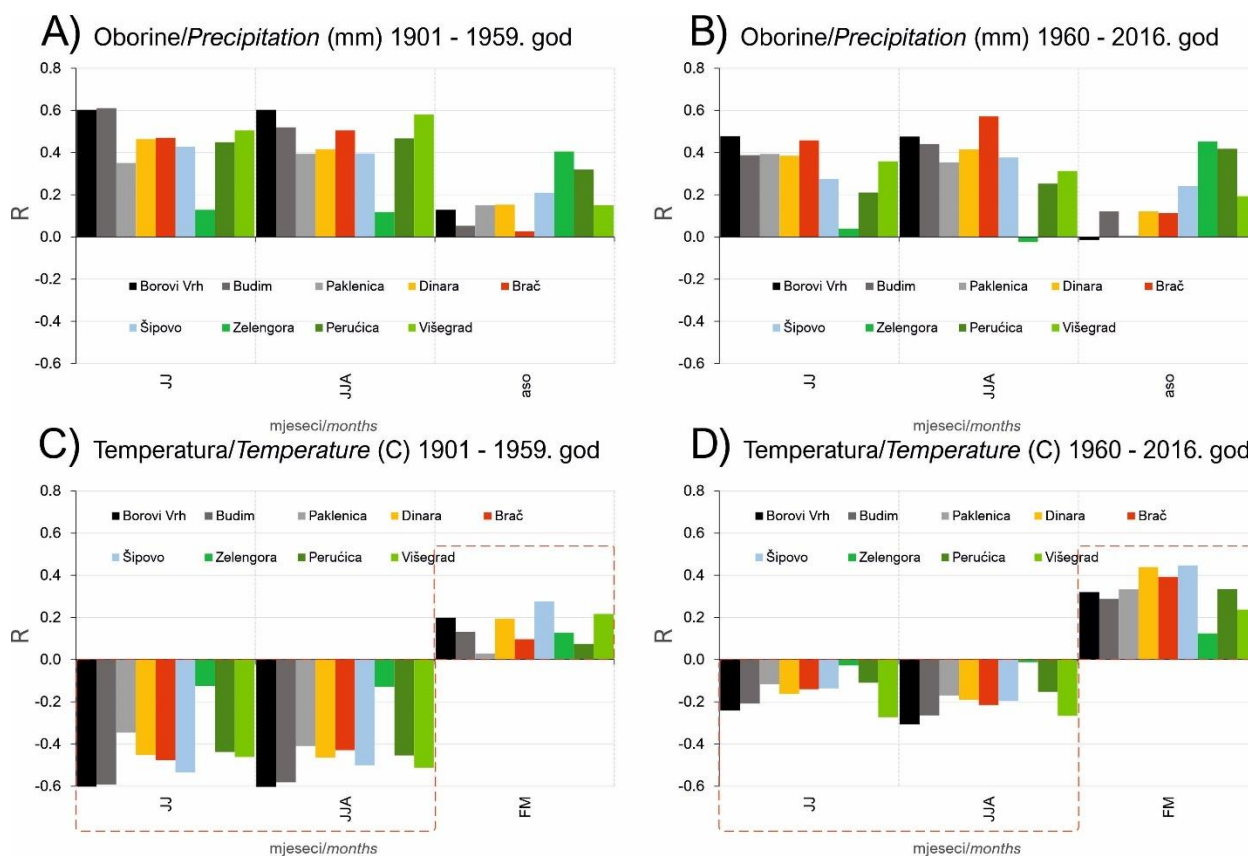 A) Oborine/Precipitation (mm) 1901 - 1959. god
0.8
0.6
0.4
0.2
0.0
-0.2
-0.4
-0.6
R
Borovi Vrh Budim Paklenica Dinara Brač
Šipovo Zelengora Perućica Višegrad
JJ JJA aso
mjeseci/months
B) Oborine/Precipitation (mm) 1960 - 2016. god
0.8
0.6
0.4
0.2
0.0
-0.2
-0.4
-0.6
R
Borovi Vrh Budim Paklenica Dinara Brač
Šipovo Zelengora Perućica Višegrad
JJ JJA aso
mjeseci/months
C) Temperatura/Temperature (C) 1901 - 1959. god
0.8
0.6
0.4
0.2
0.0
-0.2
-0.4
-0.6
R
Borovi Vrh Budim Paklenica Dinara Brač
Šipovo Zelengora Perućica Višegrad
JJ JJA FM
mjeseci/months
D) Temperatura/Temperature (C) 1960 - 2016. god
0.8
0.6
0.4
0.2
0.0
-0.2
-0.4
-0.6
R
Borovi Vrh Budim Paklenica Dinara Brač
Šipovo Zelengora Perućica Višegrad
JJ JJA FM
mjeseci/months